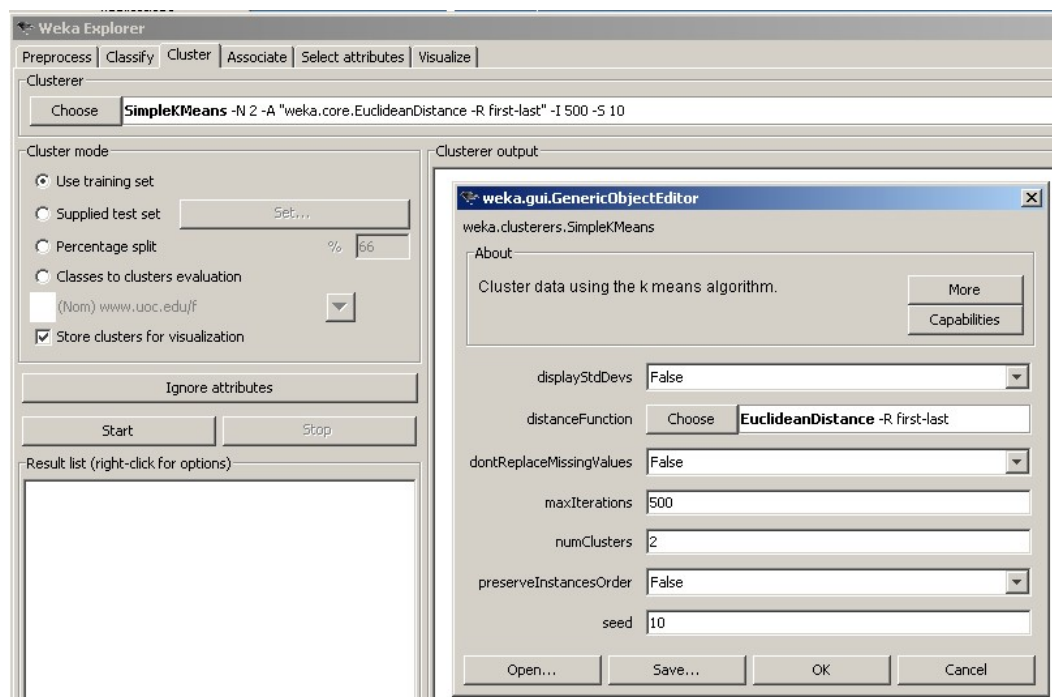 Weka Explorer
Preprocess Classify Cluster Associate Select attributes Visualize
Clusterer
Choose SimpleKMeans -N 2 -A "weka.core.EuclideanDistance -R first-last" -I 500 -S 10
Cluster mode
Use training set
Supplied test set Set...
Percentage split % 66
Classes to clusters evaluation
(Nom) www.uoc.edu/f
Store clusters for visualization
Ignore attributes
Start Stop
Result list (right-click for options)
Clusterer output
weka.gui.GenericObjectEditor
weka.clusterers.SimpleKMeans
About
Cluster data using the k means algorithm.
More
Capabilities
displayStdDevs False
distanceFunction Choose EuclideanDistance -R first-last
dontReplaceMissingValues False
maxIterations 500
numClusters 2
preserveInstancesOrder False
seed 10
Open... Save... OK Cancel